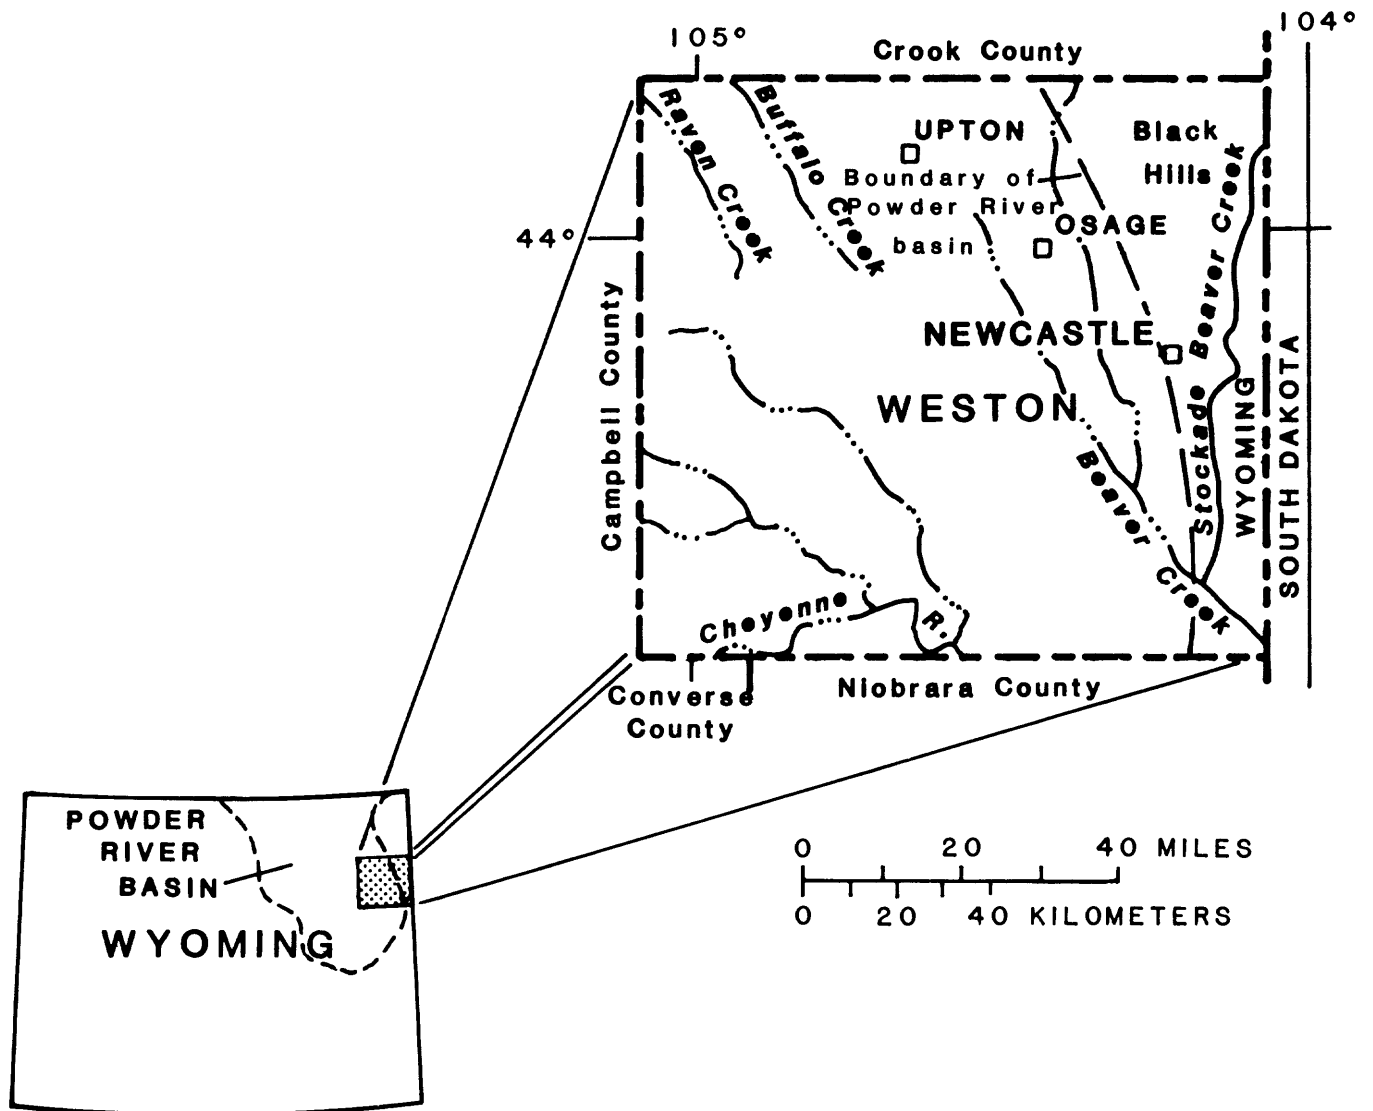 104°
105°
Crook County
Raven Creek
Buffalo Creek
UPTON
Black
Hills
Boundary of
Powder River
basin
OSAGE
44°
Stockade Beaver Creek
NEWCASTLE
Campbell County
WESTON
WYOMING
SOUTH DAKOTA
Beaver Creek
Cheyenne R.
Converse
County
Niobrara County
POWDER
RIVER
BASIN
WYOMING
0 20 40 MILES
0 20 40 KILOMETERS